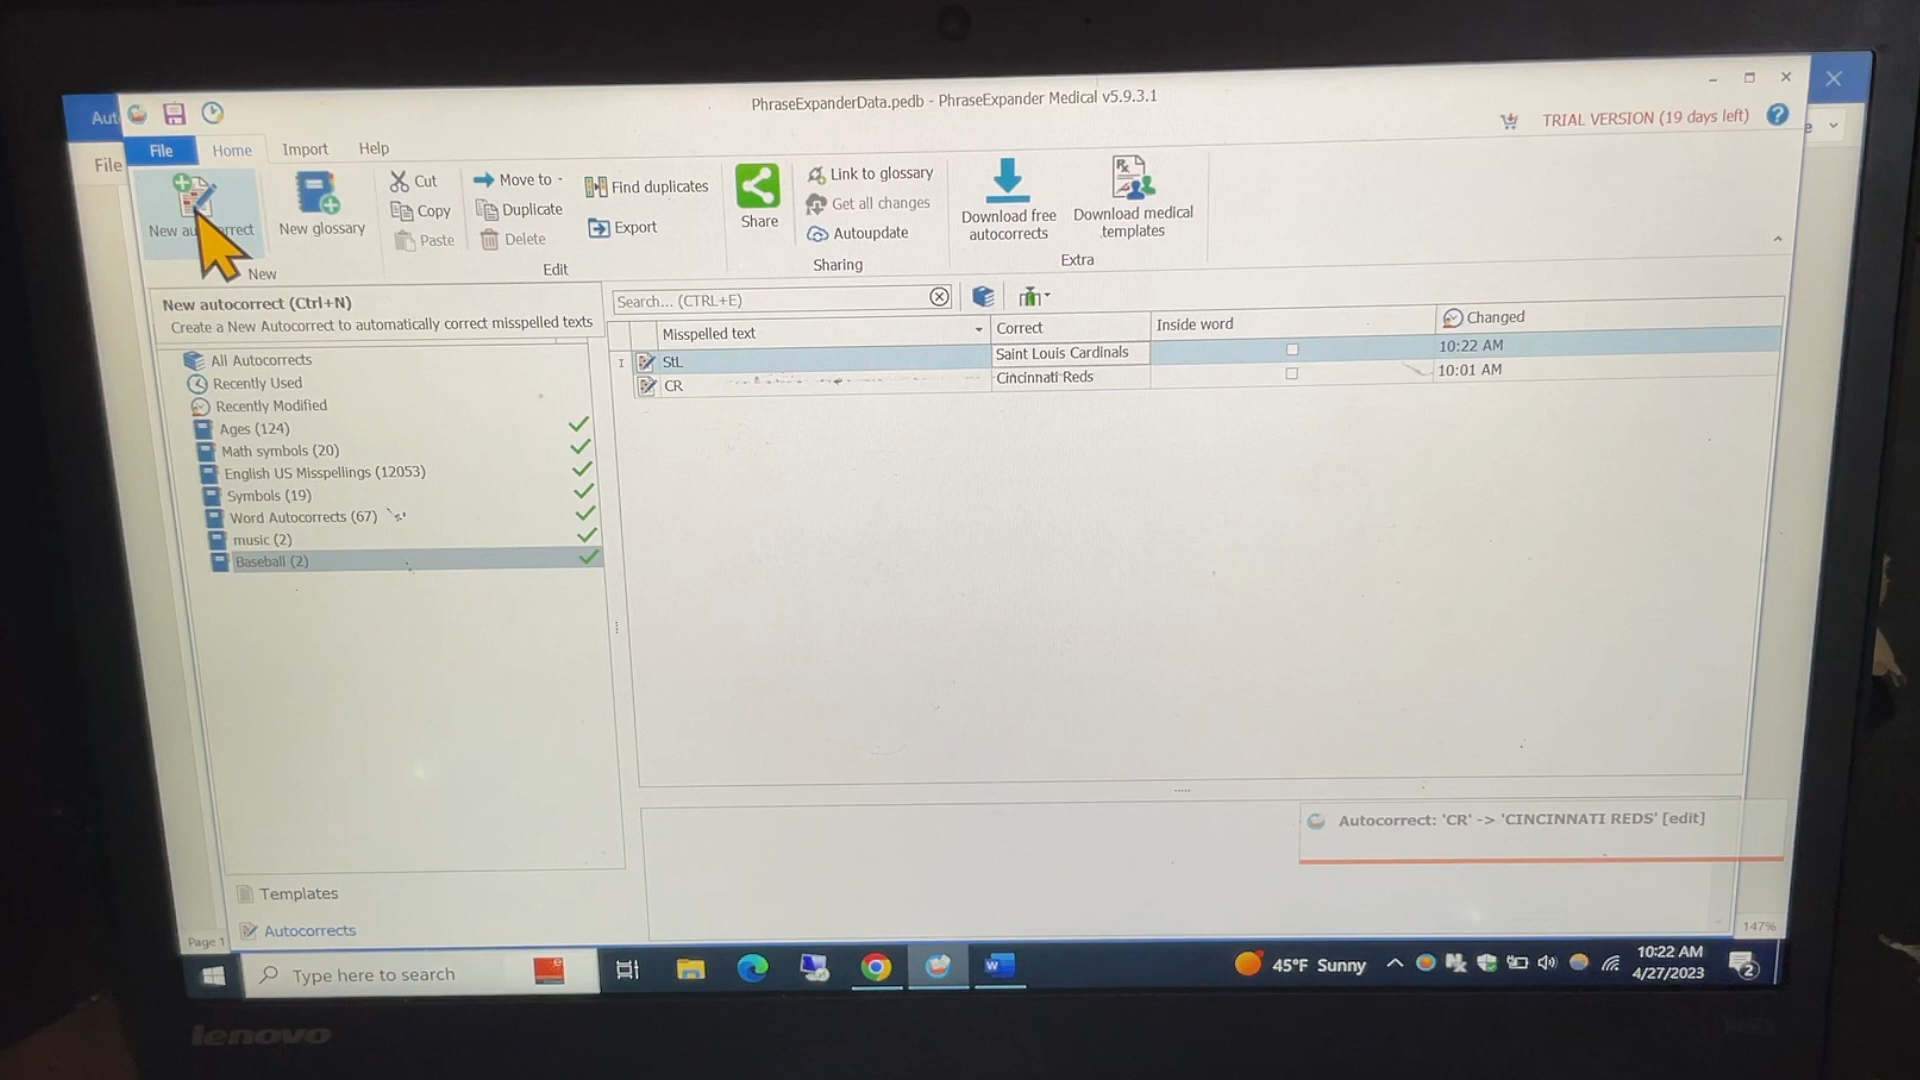 PhraseExpanderData.pedb - PhraseExpander Medical v5.9.3.1
TRIAL VERSION (19 days left)
File
File Home Import Help
New autocorrect
New glossary
New
Cut
Copy
Paste
Move to
Duplicate
Delete
Find duplicates
Export
Edit
Share
Link to glossary
Get all changes
Autoupdate
Sharing
Download free
autocorrects
Download medical
templates
Extra
New autocorrect (Ctrl+N)
Create a New Autocorrect to automatically correct misspelled texts
All Autocorrects
Recently Used
Recently Modified
Ages (124)
Math symbols (20)
English US Misspellings (12053)
Symbols (19)
Word Autocorrects (67)
music (2)
Baseball (2)
Templates
Autocorrects
Search... (CTRL+E)
Misspelled text Correct Inside word Changed
StL Saint Louis Cardinals 10:22 AM
CR Cincinnati Reds 10:01 AM
Autocorrect: 'CR' -> 'CINCINNATI REDS' [edit]
Page 1
147%
Type here to search
45°F Sunny
10:22 AM
4/27/2023
2
lenovo